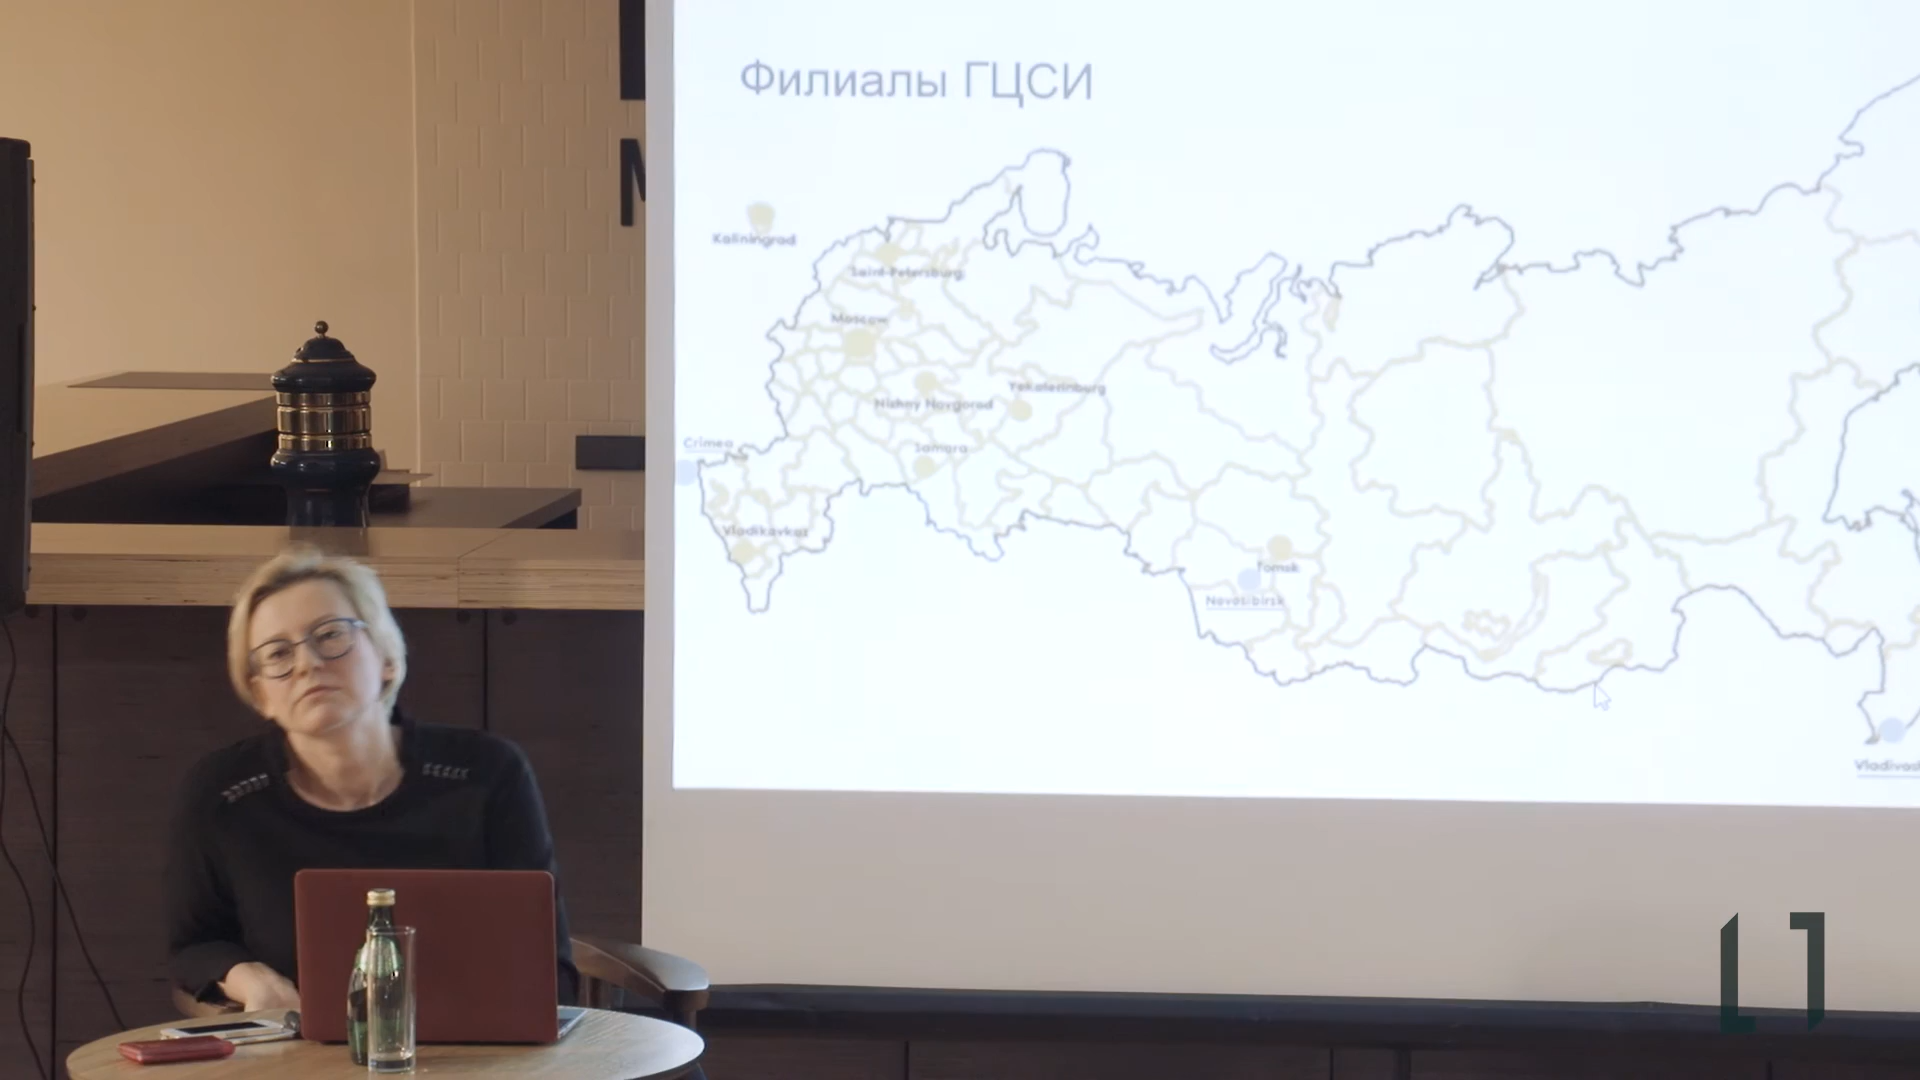 Филиалы ГЦСИ
Kaliningrad
Saint-Petersburg
Moscow
Yekaterinburg
Nizhny Novgorod
Crimea
Samara
Vladikavkaz
Tomsk
Novosibirsk